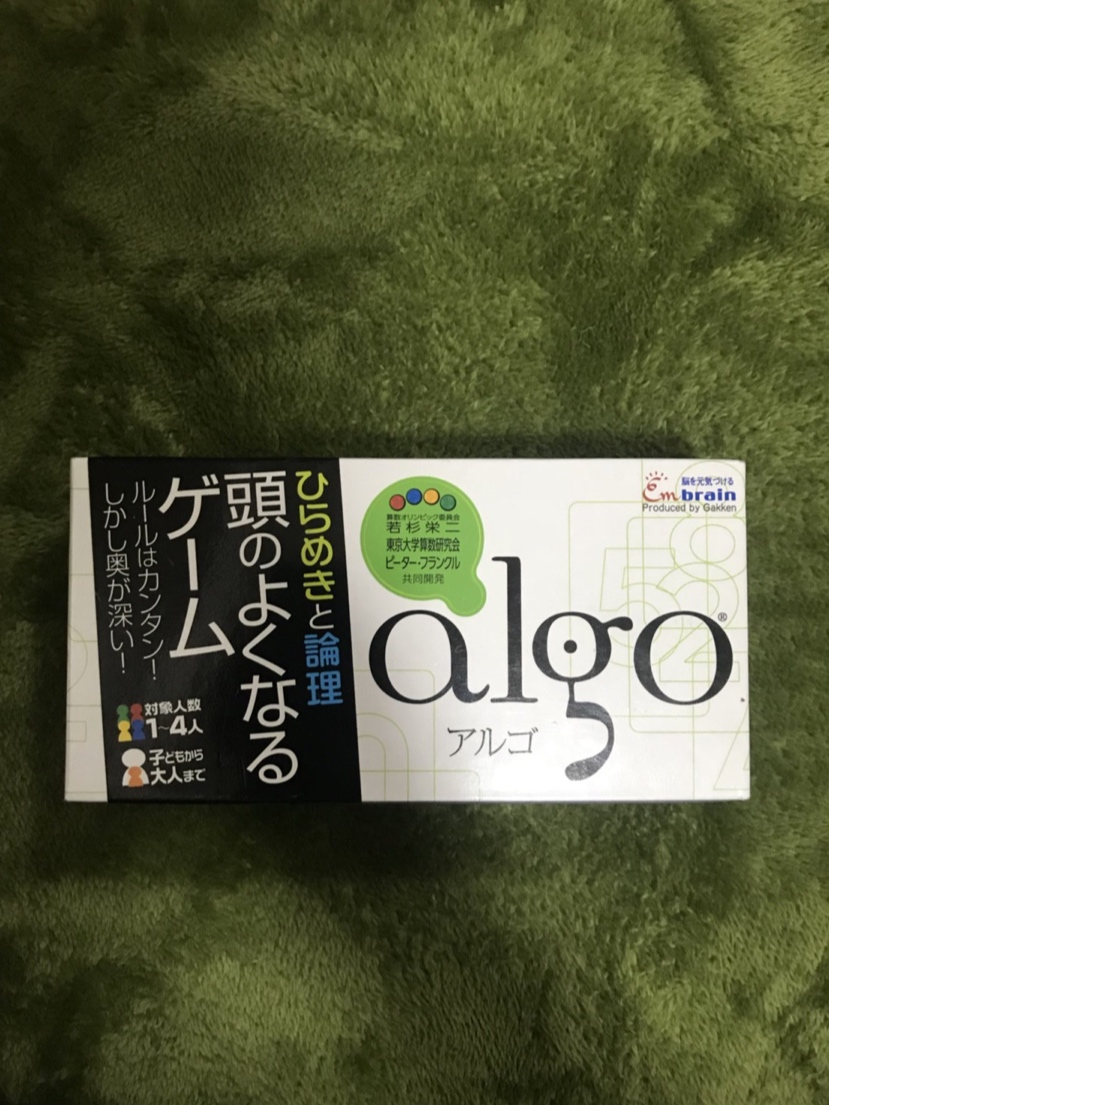 ひらめきと論理
頭のよくなる
ゲーム
ルールはカンタン!
しかし奥が深い!
対象人数
1~4人
子どもから
大人まで
算数オリンピック委員会
若杉栄二
東京大学算数研究会
ピーター・フランクル
共同開発
algo®
アルゴ
脳を元気づける
Em brain
Produced by Gakken